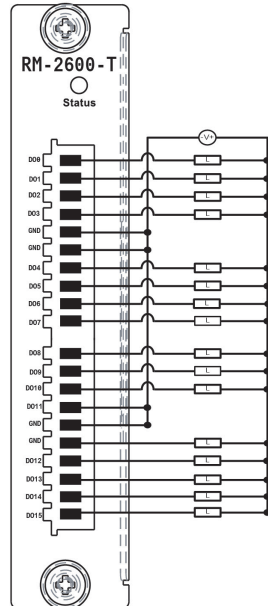 RM-2600-T
Status
-V+
DO0
L
DO1
L
DO2
L
DO3
L
GND
GND
DO4
L
DO5
L
DO6
L
DO7
L
DO8
L
DO9
L
DO10
L
DO11
GND
GND
L
DO12
L
DO13
L
DO14
L
DO15
L